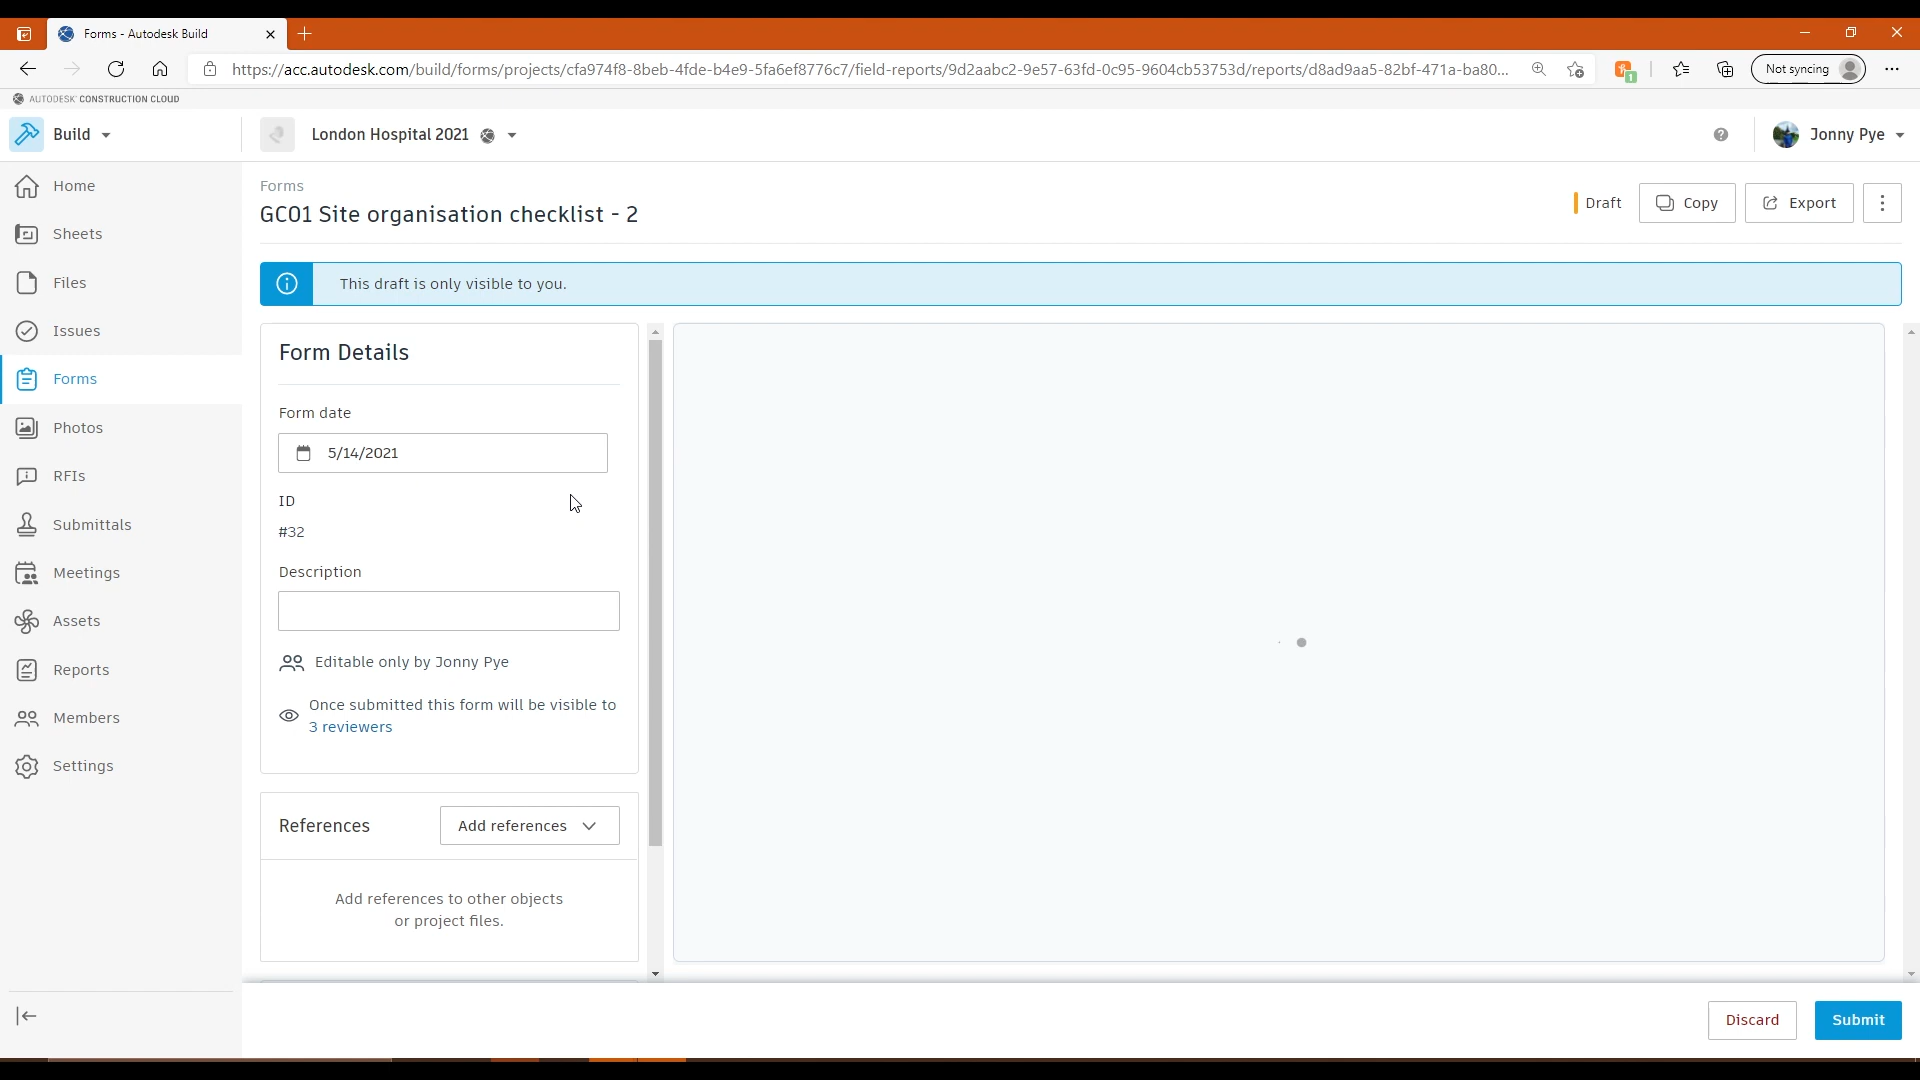 Forms - Autodesk Build
https://acc.autodesk.com/build/forms/projects/cfa974f8-8beb-4fde-b4e9-5fa6ef8776c7/field-reports/9d2aabc2-9e57-63fd-0c95-9604cb53753d/reports/d8ad9aa5-82bf-471a-ba80...
1
Not syncing
AUTODESK® CONSTRUCTION CLOUD
Build
London Hospital 2021
Jonny Pye
Home
Sheets
Files
Issues
Forms
Photos
RFIs
Submittals
Meetings
Assets
Reports
Members
Settings
Forms
GC01 Site organisation checklist - 2
Draft
Copy
Export
This draft is only visible to you.
Form Details
Form date
5/14/2021
ID
#32
Description
Editable only by Jonny Pye
Once submitted this form will be visible to
3 reviewers
References
Add references
Add references to other objects
or project files.
Discard
Submit